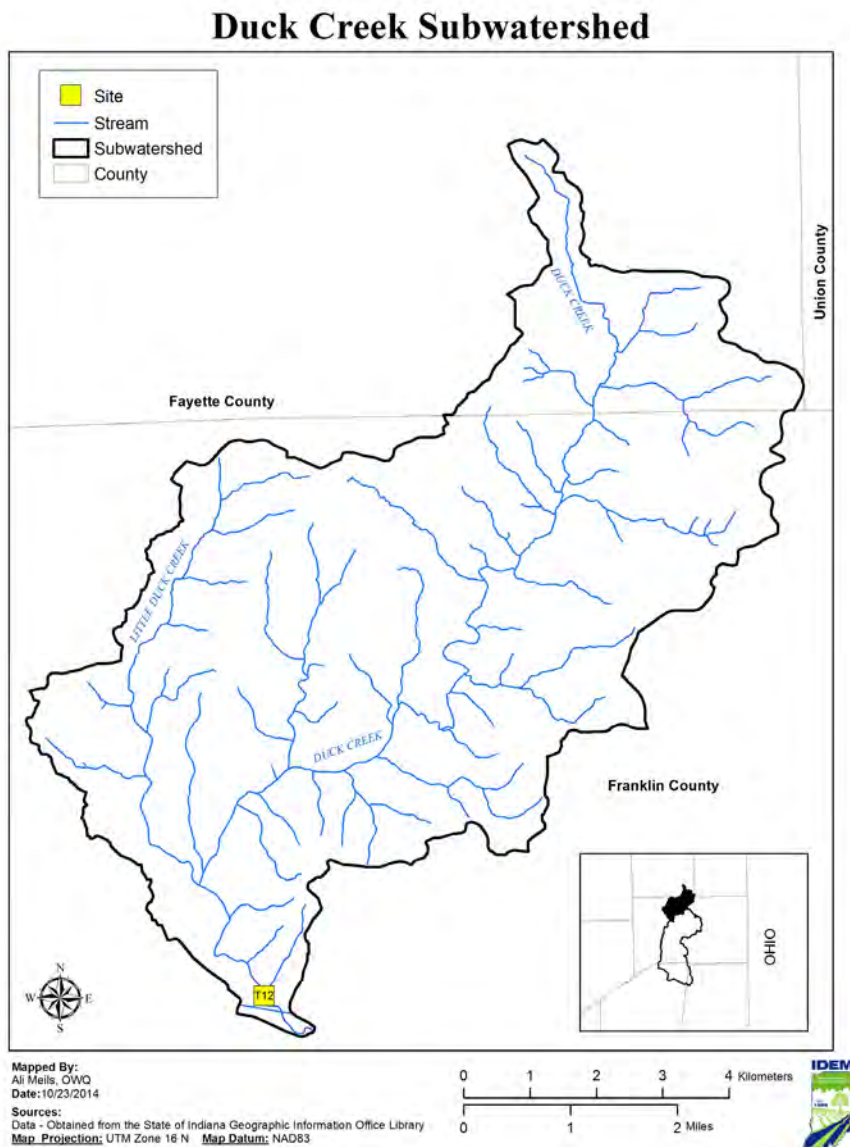 Duck Creek Subwatershed
Site
Stream
Subwatershed
County
DUCK CREEK
Union County
Fayette County
LITTLE DUCK CREEK
DUCK CREEK
Franklin County
OHIO
N
W E
S
T12
Mapped By:
Ali Meils, OWQ
Date:10/23/2014
Sources:
Data - Obtained from the State of Indiana Geographic Information Office Library
Map Projection: UTM Zone 16 N Map Datum: NAD83
0 1 2 3 4 Kilometers
0 1 2 Miles
IDEM